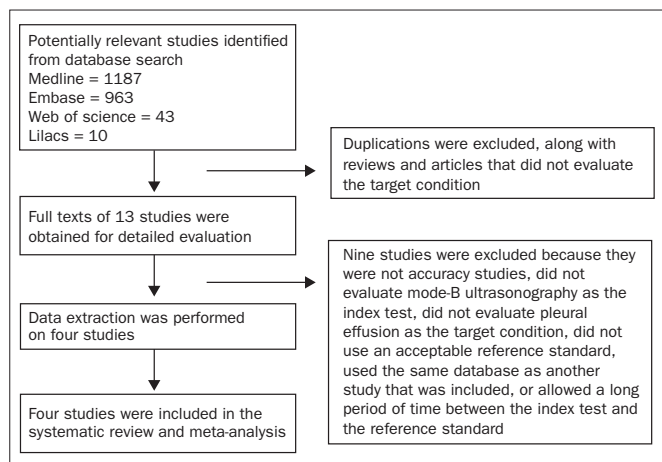 Potentially relevant studies identified
from database search
Medline = 1187
Embase = 963
Web of science = 43
Lilacs = 10
Duplications were excluded, along with
reviews and articles that did not evaluate
the target condition
Full texts of 13 studies were
obtained for detailed evaluation
Nine studies were excluded because they
were not accuracy studies, did not
evaluate mode-B ultrasonography as the
index test, did not evaluate pleural
effusion as the target condition, did not
use an acceptable reference standard,
used the same database as another
study that was included, or allowed a long
period of time between the index test and
the reference standard
Data extraction was performed
on four studies
Four studies were included in the
systematic review and meta-analysis